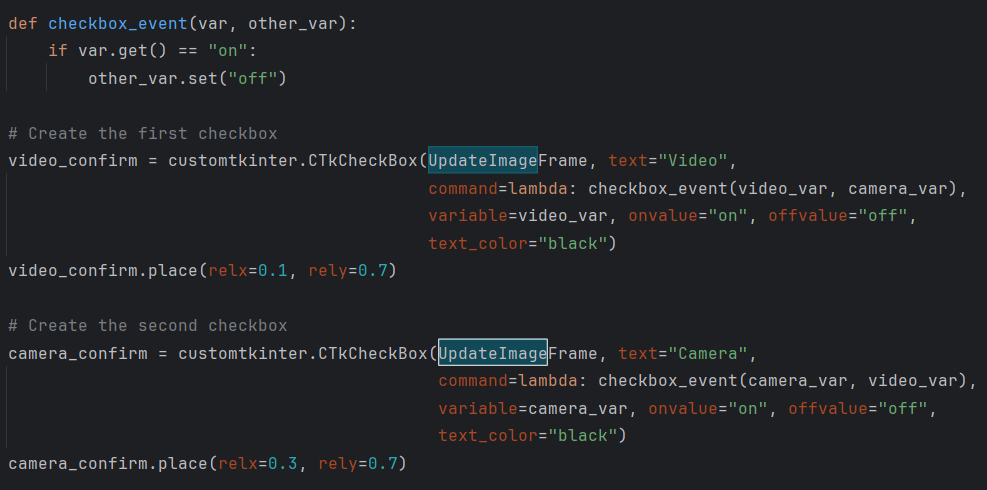 def checkbox_event(var, other_var):
    if var.get() == "on":
        other_var.set("off")

# Create the first checkbox
video_confirm = customtkinter.CTkCheckBox(UpdateImageFrame, text="Video",
                                          command=lambda: checkbox_event(video_var, camera_var),
                                          variable=video_var, onvalue="on", offvalue="off",
                                          text_color="black")
video_confirm.place(relx=0.1, rely=0.7)

# Create the second checkbox
camera_confirm = customtkinter.CTkCheckBox(UpdateImageFrame, text="Camera",
                                           command=lambda: checkbox_event(camera_var, video_var),
                                           variable=camera_var, onvalue="on", offvalue="off",
                                           text_color="black")
camera_confirm.place(relx=0.3, rely=0.7)